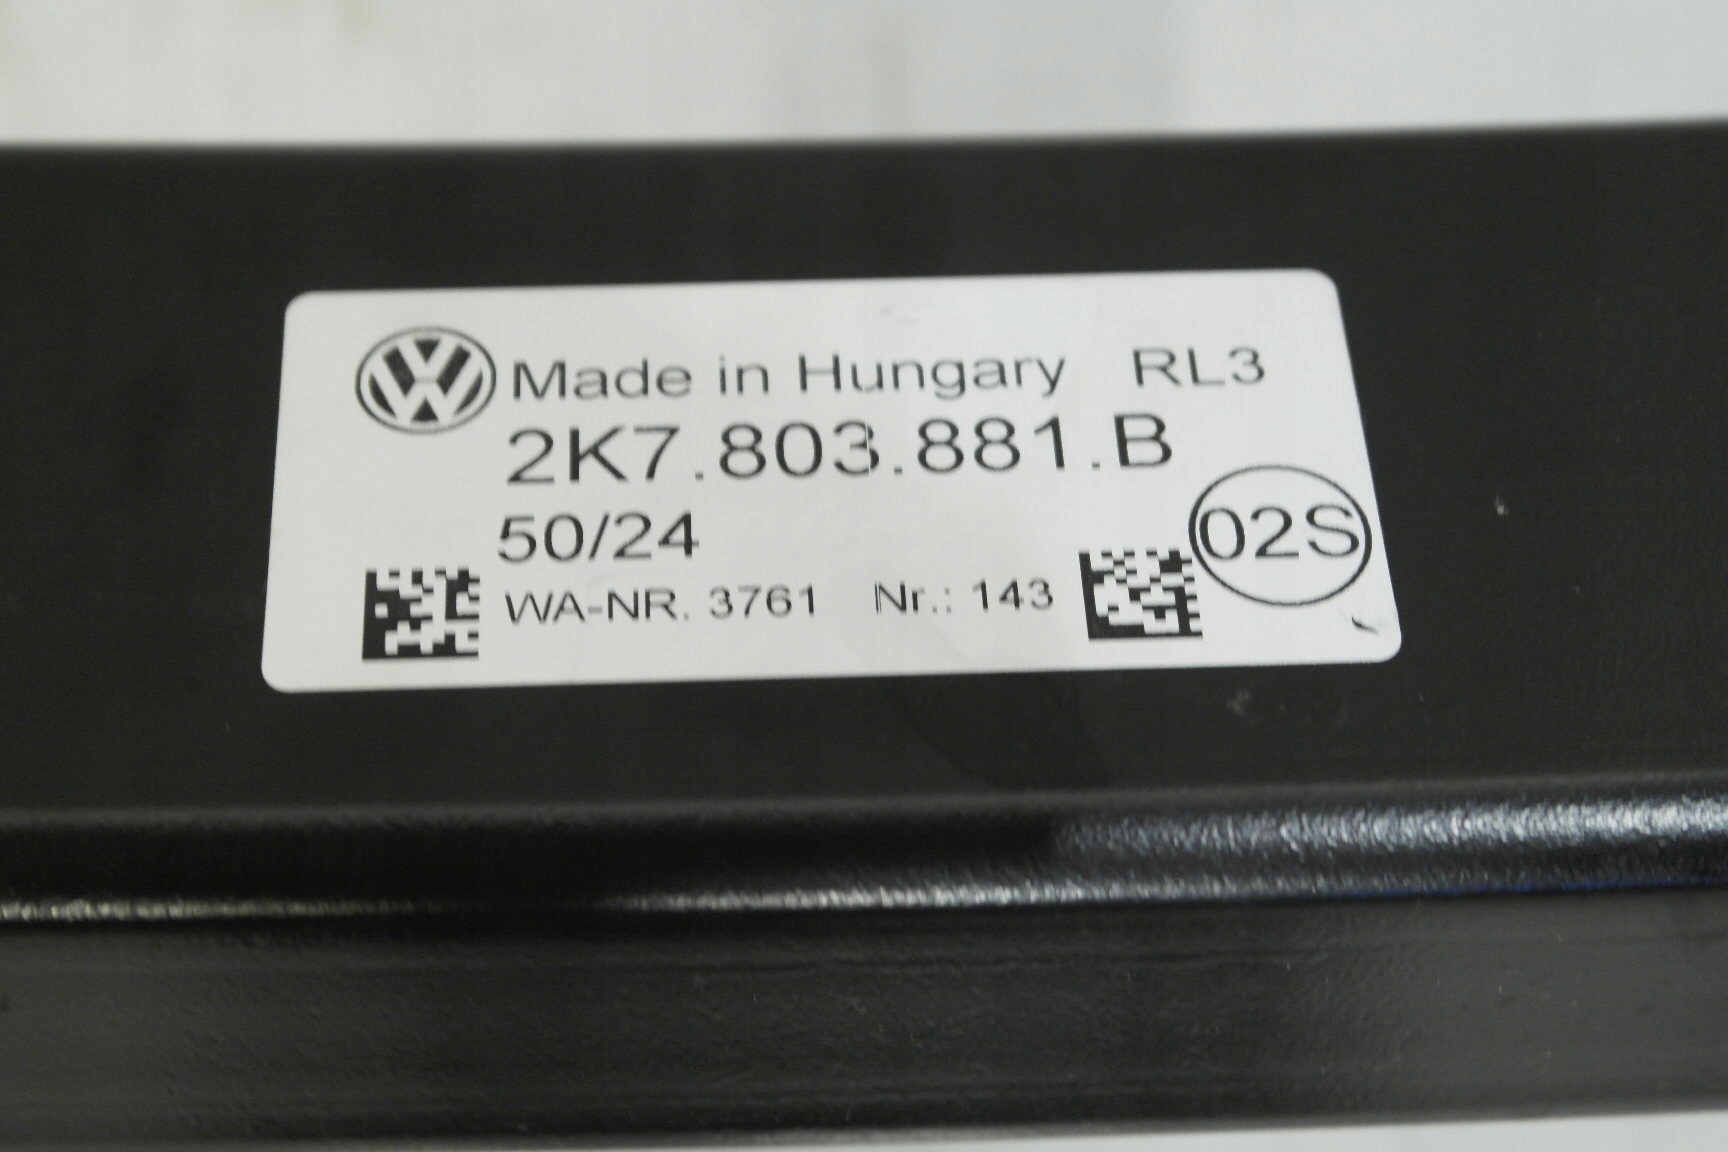 Made in Hungary RL3
2K7.803.881.B
50/24
02S
WA-NR. 3761 Nr.: 143